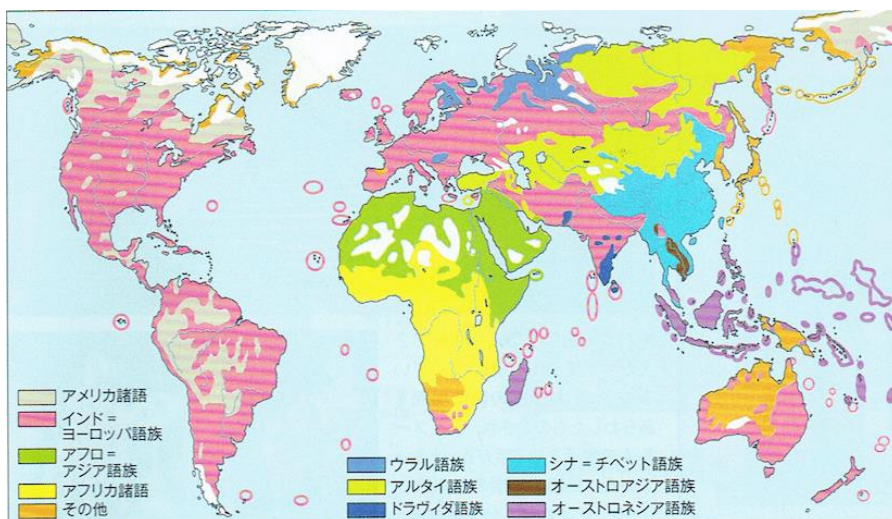 アメリカ諸語
インド＝
ヨーロッパ語族
アフロ＝
アジア語族
アフリカ諸語
その他
ウラル語族
アルタイ語族
ドラヴィダ語族
シナ＝チベット語族
オーストロアジア語族
オーストロネシア語族